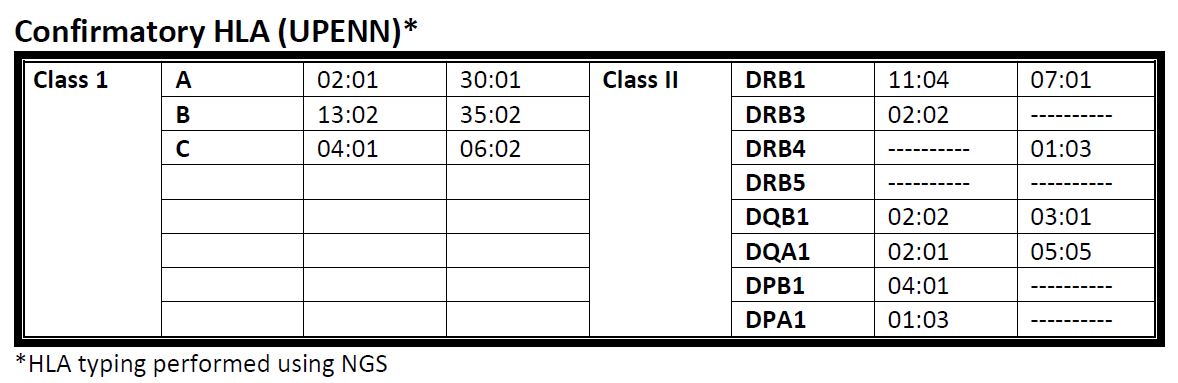 Confirmatory HLA (UPENN)*
Class 1 A 02:01 30:01 Class II DRB1 11:04 07:01
B 13:02 35:02 DRB3 02:02 ----------
C 04:01 06:02 DRB4 ---------- 01:03
DRB5 ---------- ----------
DQB1 02:02 03:01
DQA1 02:01 05:05
DPB1 04:01 ----------
DPA1 01:03 ----------
*HLA typing performed using NGS